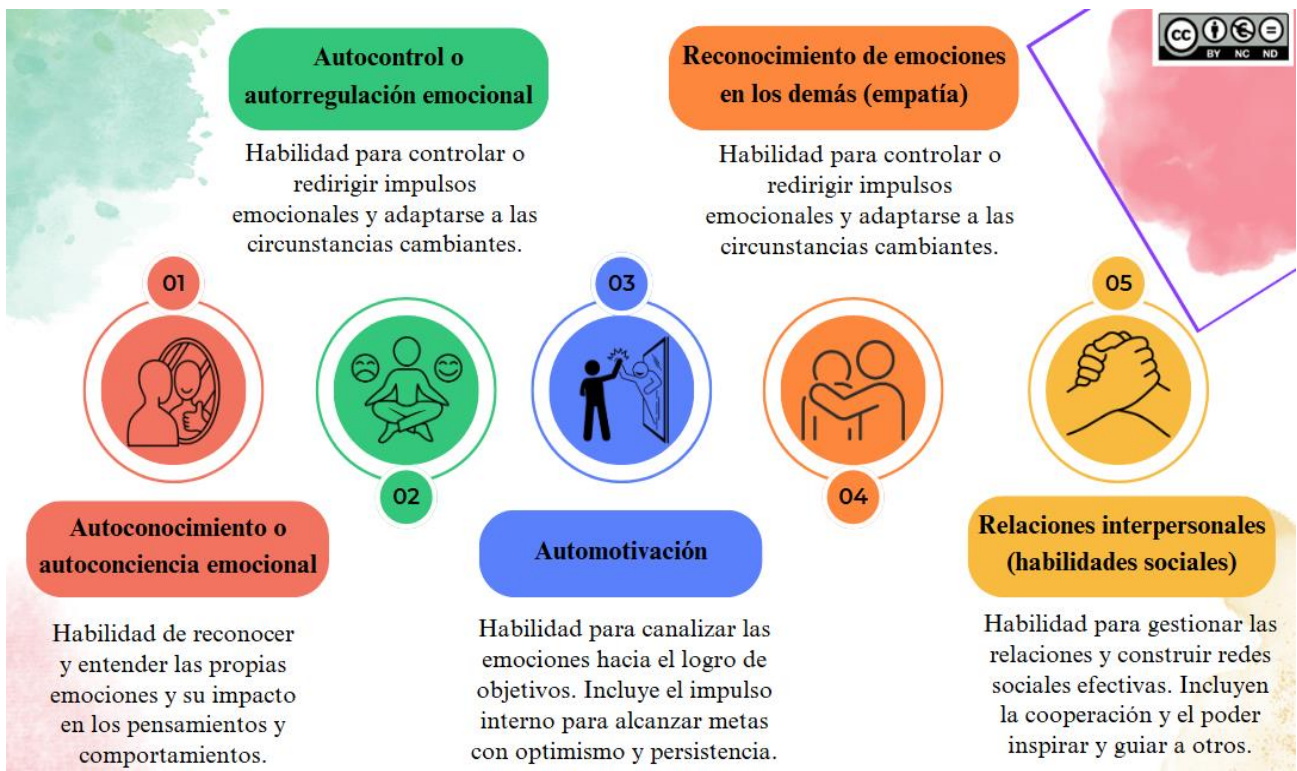 CC BY NC ND
01
Autoconocimiento o
autoconciencia emocional
Habilidad de reconocer
y entender las propias
emociones y su impacto
en los pensamientos y
comportamientos.
Autocontrol o
autorregulación emocional
Habilidad para controlar o
redirigir impulsos
emocionales y adaptarse a las
circunstancias cambiantes.
02
03
Automotivación
Habilidad para canalizar las
emociones hacia el logro de
objetivos. Incluye el impulso
interno para alcanzar metas
con optimismo y persistencia.
Reconocimiento de emociones
en los demás (empatía)
Habilidad para controlar o
redirigir impulsos
emocionales y adaptarse a las
circunstancias cambiantes.
04
05
Relaciones interpersonales
(habilidades sociales)
Habilidad para gestionar las
relaciones y construir redes
sociales efectivas. Incluyen
la cooperación y el poder
inspirar y guiar a otros.